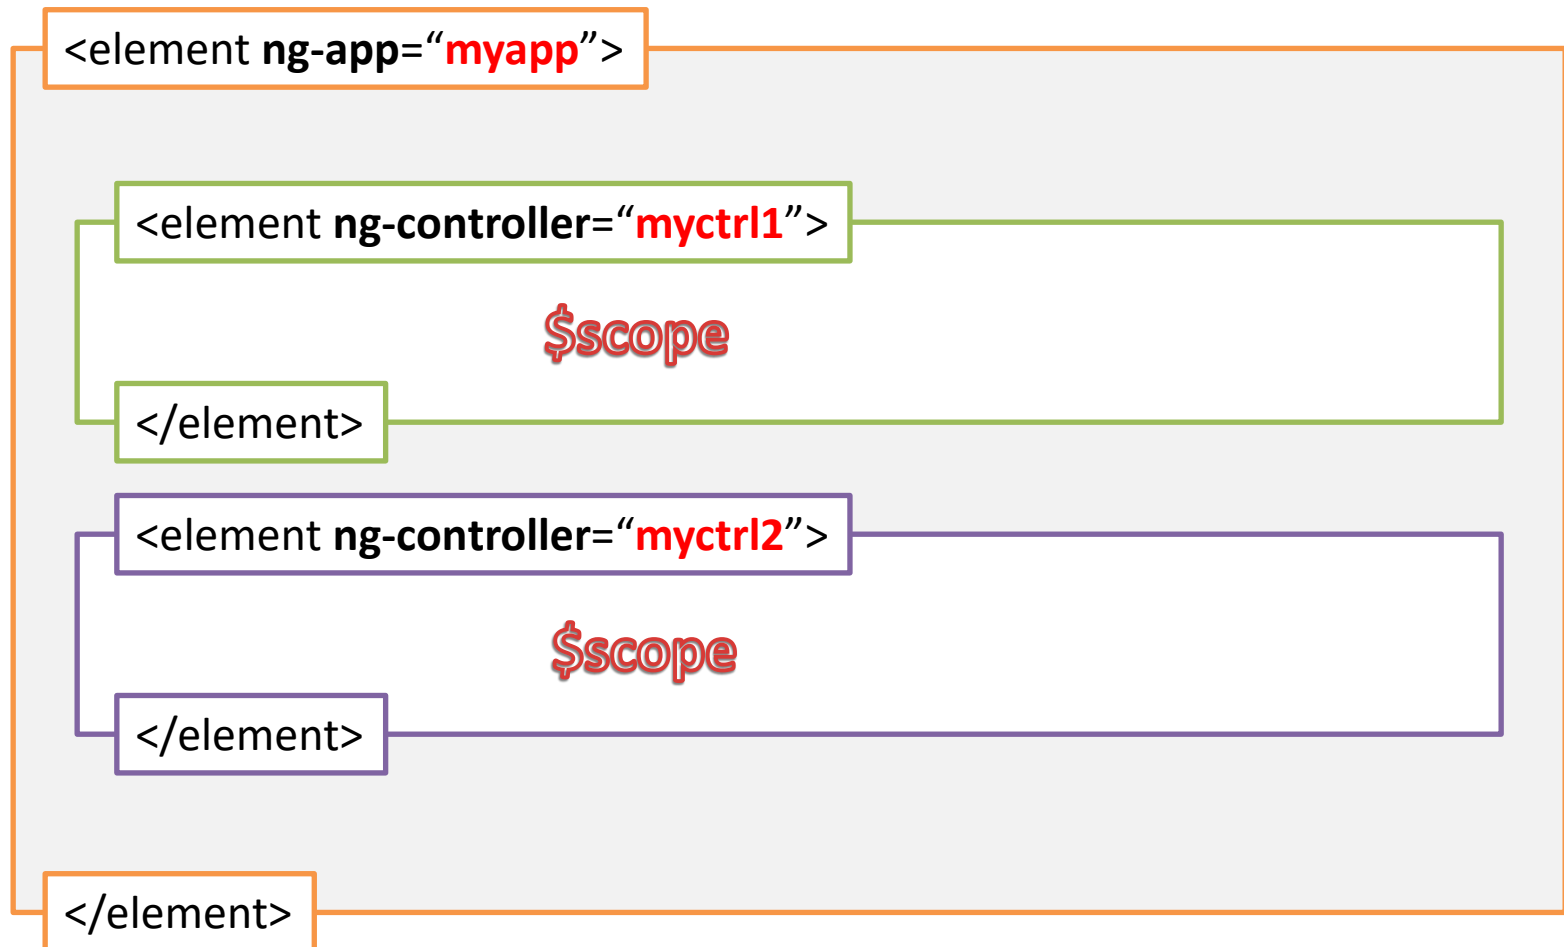 <element ng-app=“myapp”>
<element ng-controller=“myctrl1”>
$scope
</element>
<element ng-controller=“myctrl2”>
$scope
</element>
</element>